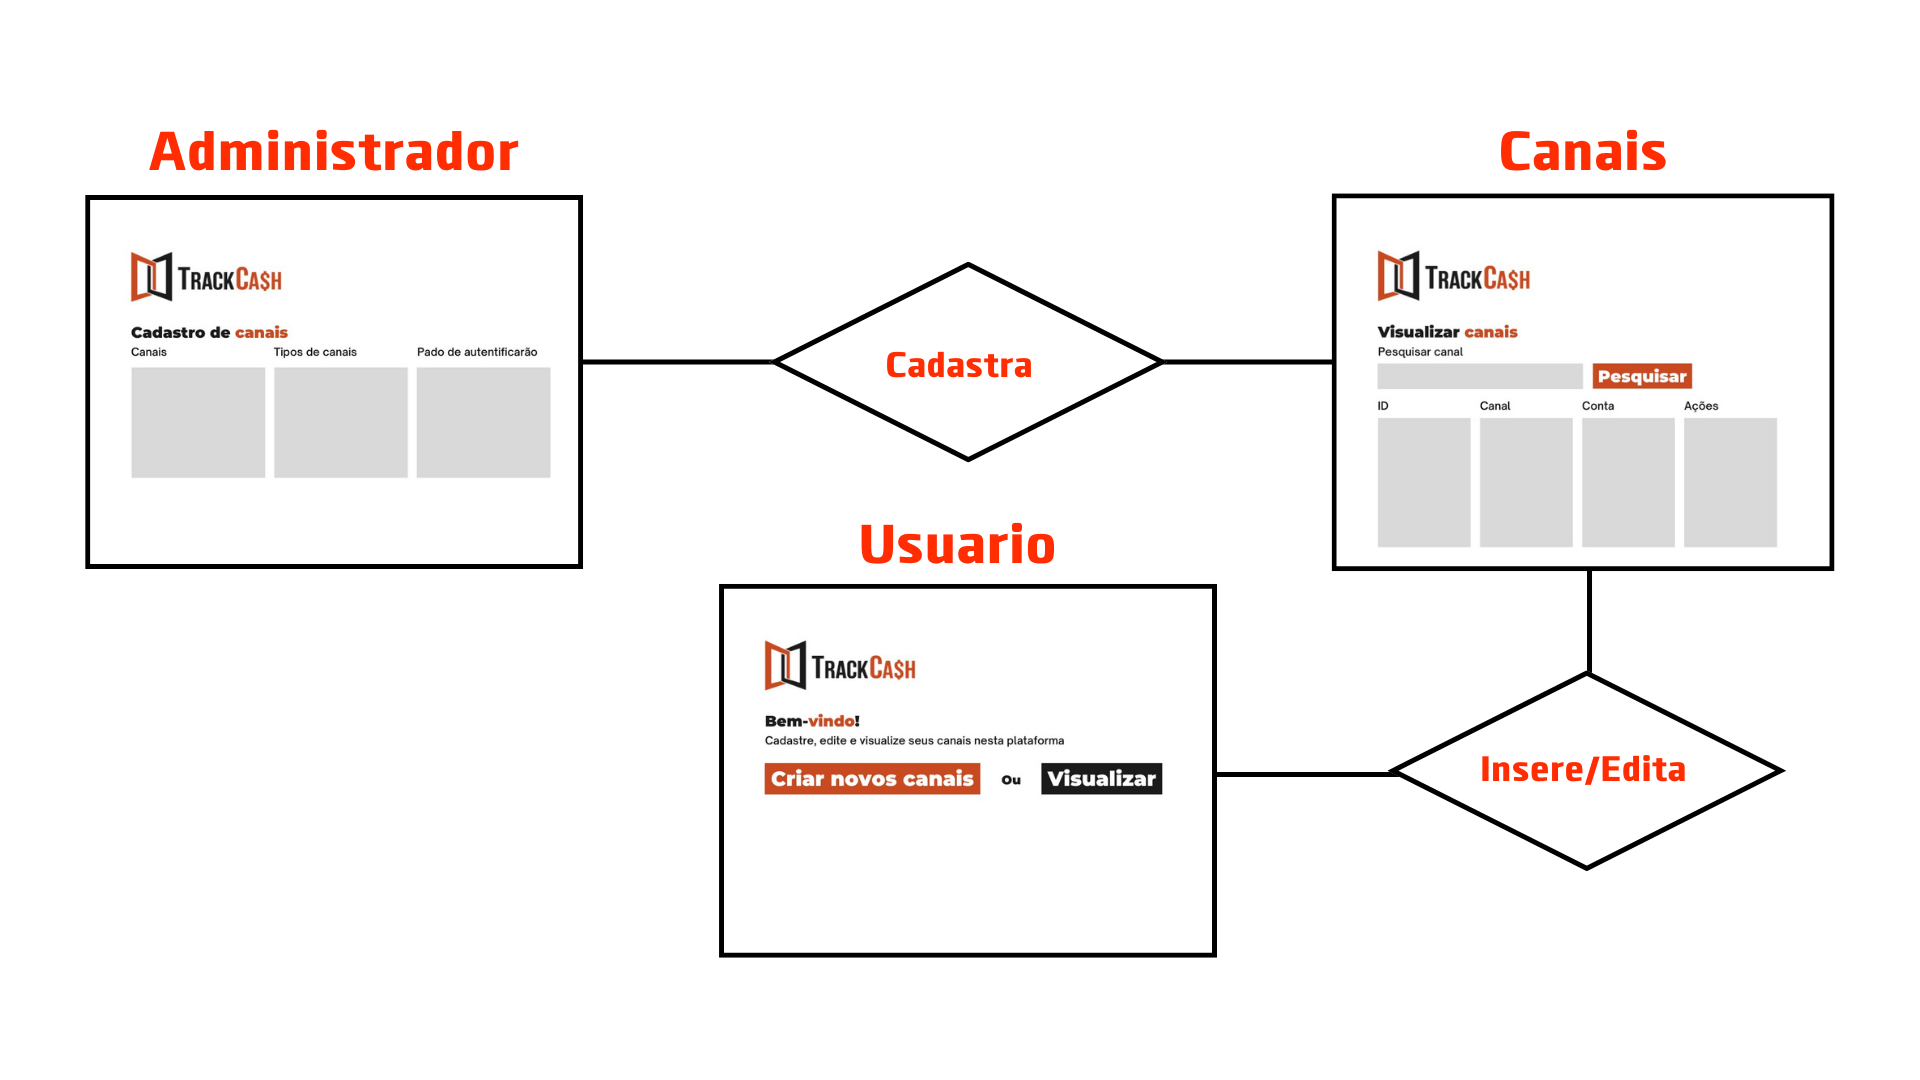 Administrador
TRACKCA$H
Cadastro de canais
Canais
Tipos de canais
Pado de autentificarão
Cadastra
Canais
TRACKCA$H
Visualizar canais
Pesquisar canal
Pesquisar
ID
Canal
Conta
Ações
Usuario
TRACKCA$H
Bem-vindo!
Cadastre, edite e visualize seus canais nesta plataforma
Criar novos canais
Ou
Visualizar
Insere/Edita